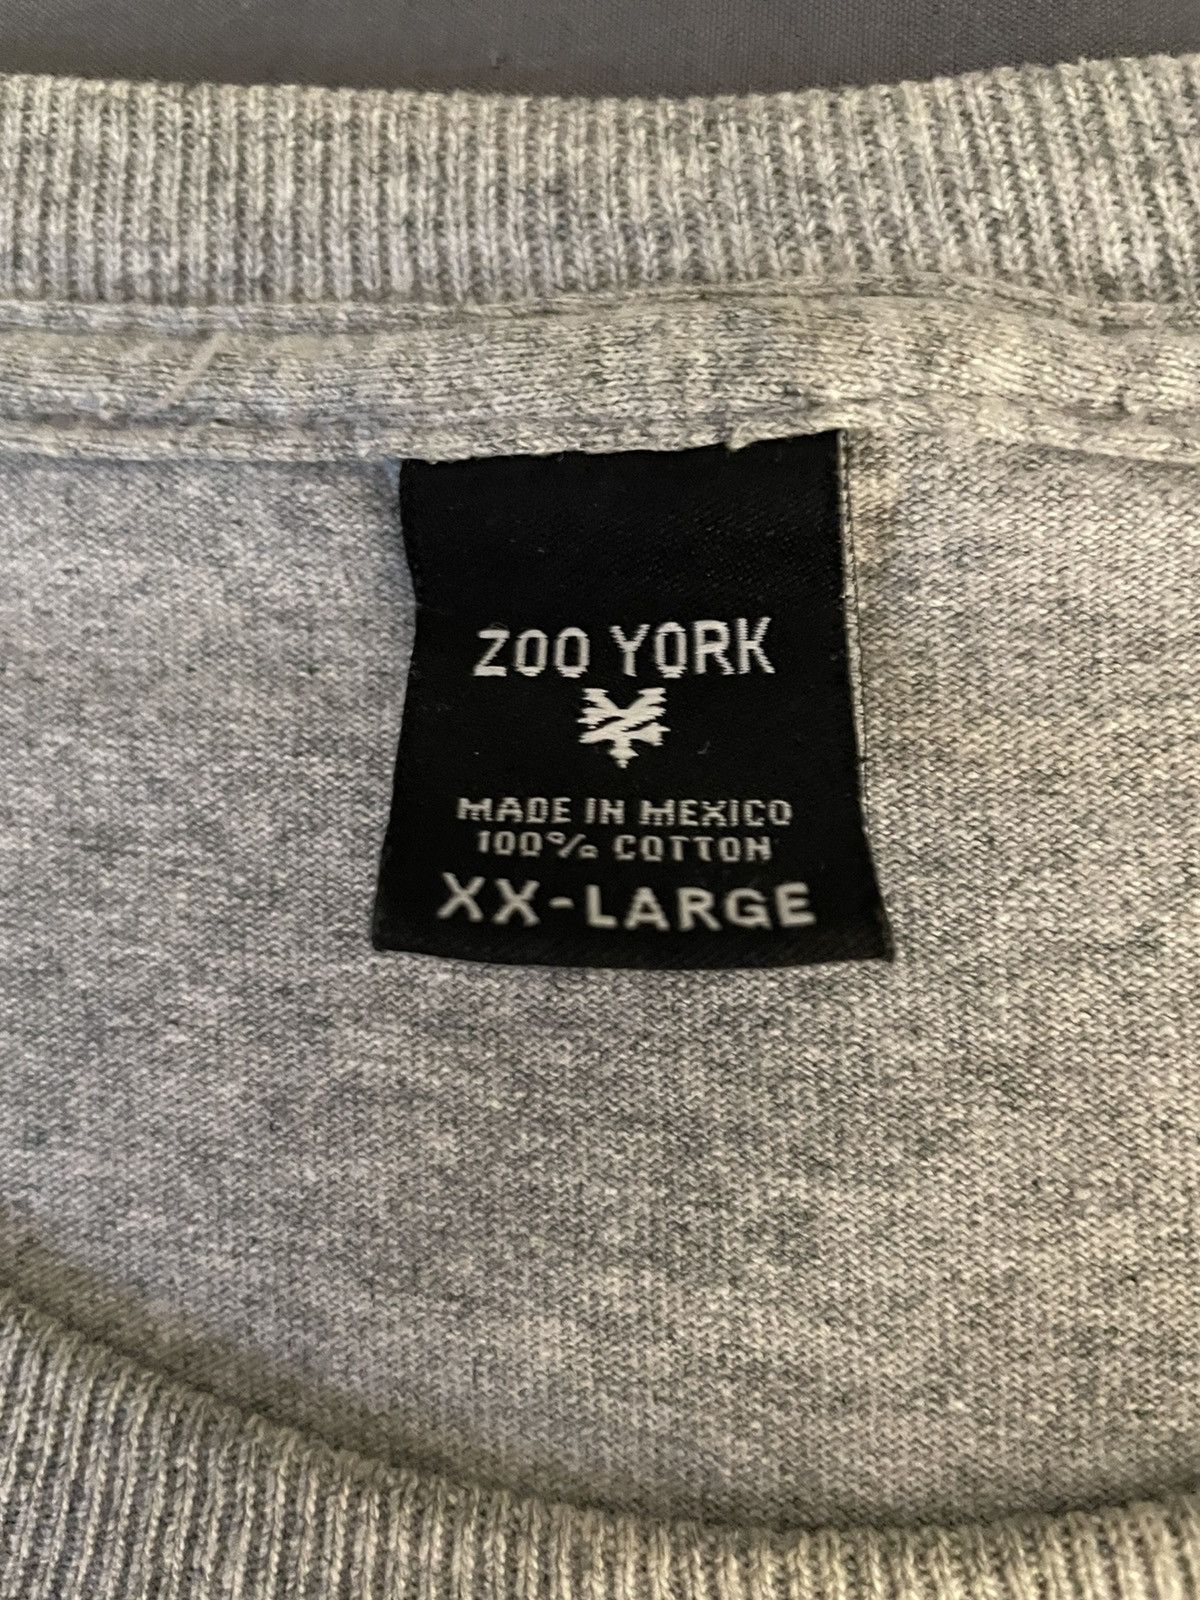 ZOO YORK
MADE IN MEXICO
100% COTTON
XX-LARGE